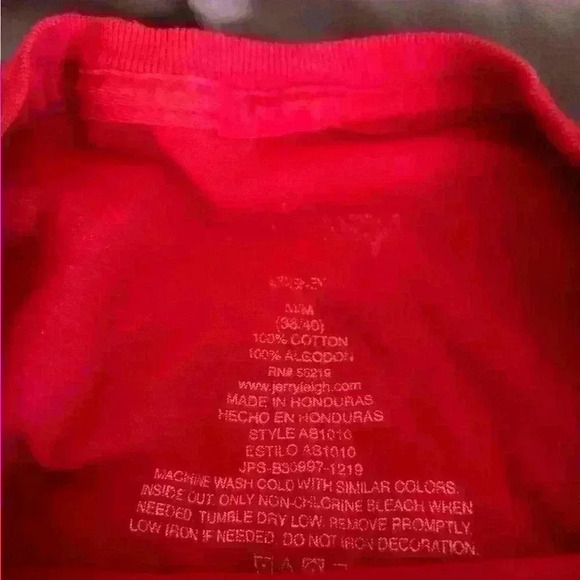 M/M
(38/40)
100% COTTON
100% ALGODON
RN# 55219
www.jerryleigh.com
MADE IN HONDURAS
HECHO EN HONDURAS
STYLE AB1010
ESTILO AB1010
JPS-B30997-1219
MACHINE WASH COLD WITH SIMILAR COLORS.
INSIDE OUT. ONLY NON-CHLORINE BLEACH WHEN
NEEDED. TUMBLE DRY LOW. REMOVE PROMPTLY.
LOW IRON IF NEEDED. DO NOT IRON DECORATION.